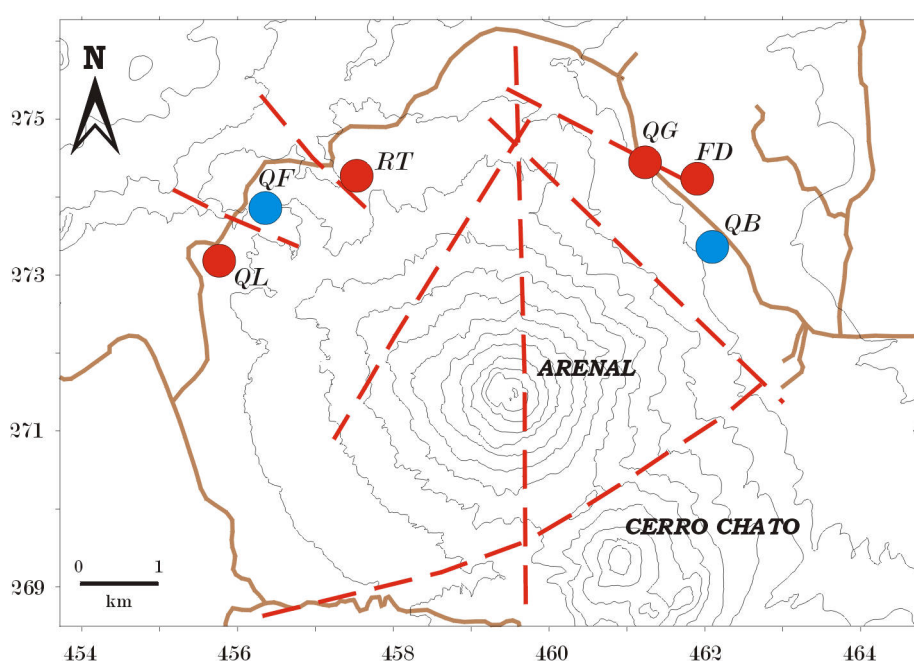 N
275
QG
FD
RT
QF
QB
273
QL
ARENAL
271
CERRO CHATO
0 1
km
269
454 456 458 460 462 464